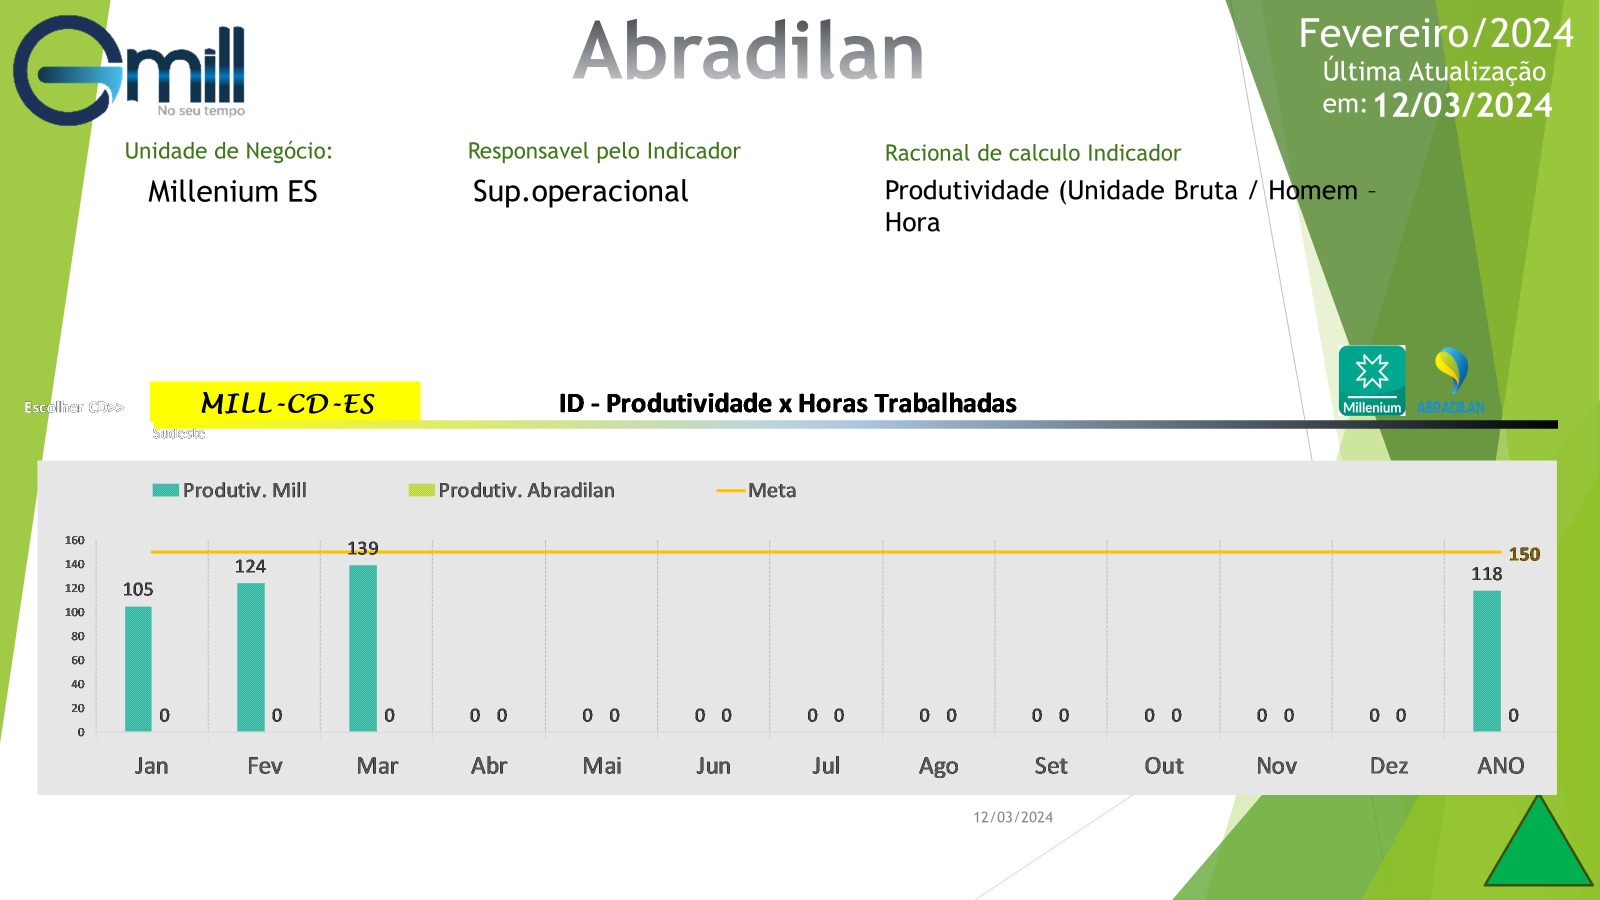 Gmill
No seu tempo
Abradilan
Fevereiro/2024
Última Atualização
em: 12/03/2024
Unidade de Negócio:
Responsavel pelo Indicador
Racional de calculo Indicador
Millenium ES
Sup.operacional
Produtividade (Unidade Bruta / Homem –
Hora
Millenium
ABRADILAN
Escolher CD>>
MILL-CD-ES
ID - Produtividade x Horas Trabalhadas
Sudeste
Produtiv. Mill
Produtiv. Abradilan
Meta
160
140
120
100
80
60
40
20
0
105
124
139
118
150
0 0 0 0 0 0 0 0 0 0 0 0 0 0 0 0 0 0 0 0 0 0
Jan Fev Mar Abr Mai Jun Jul Ago Set Out Nov Dez ANO
12/03/2024